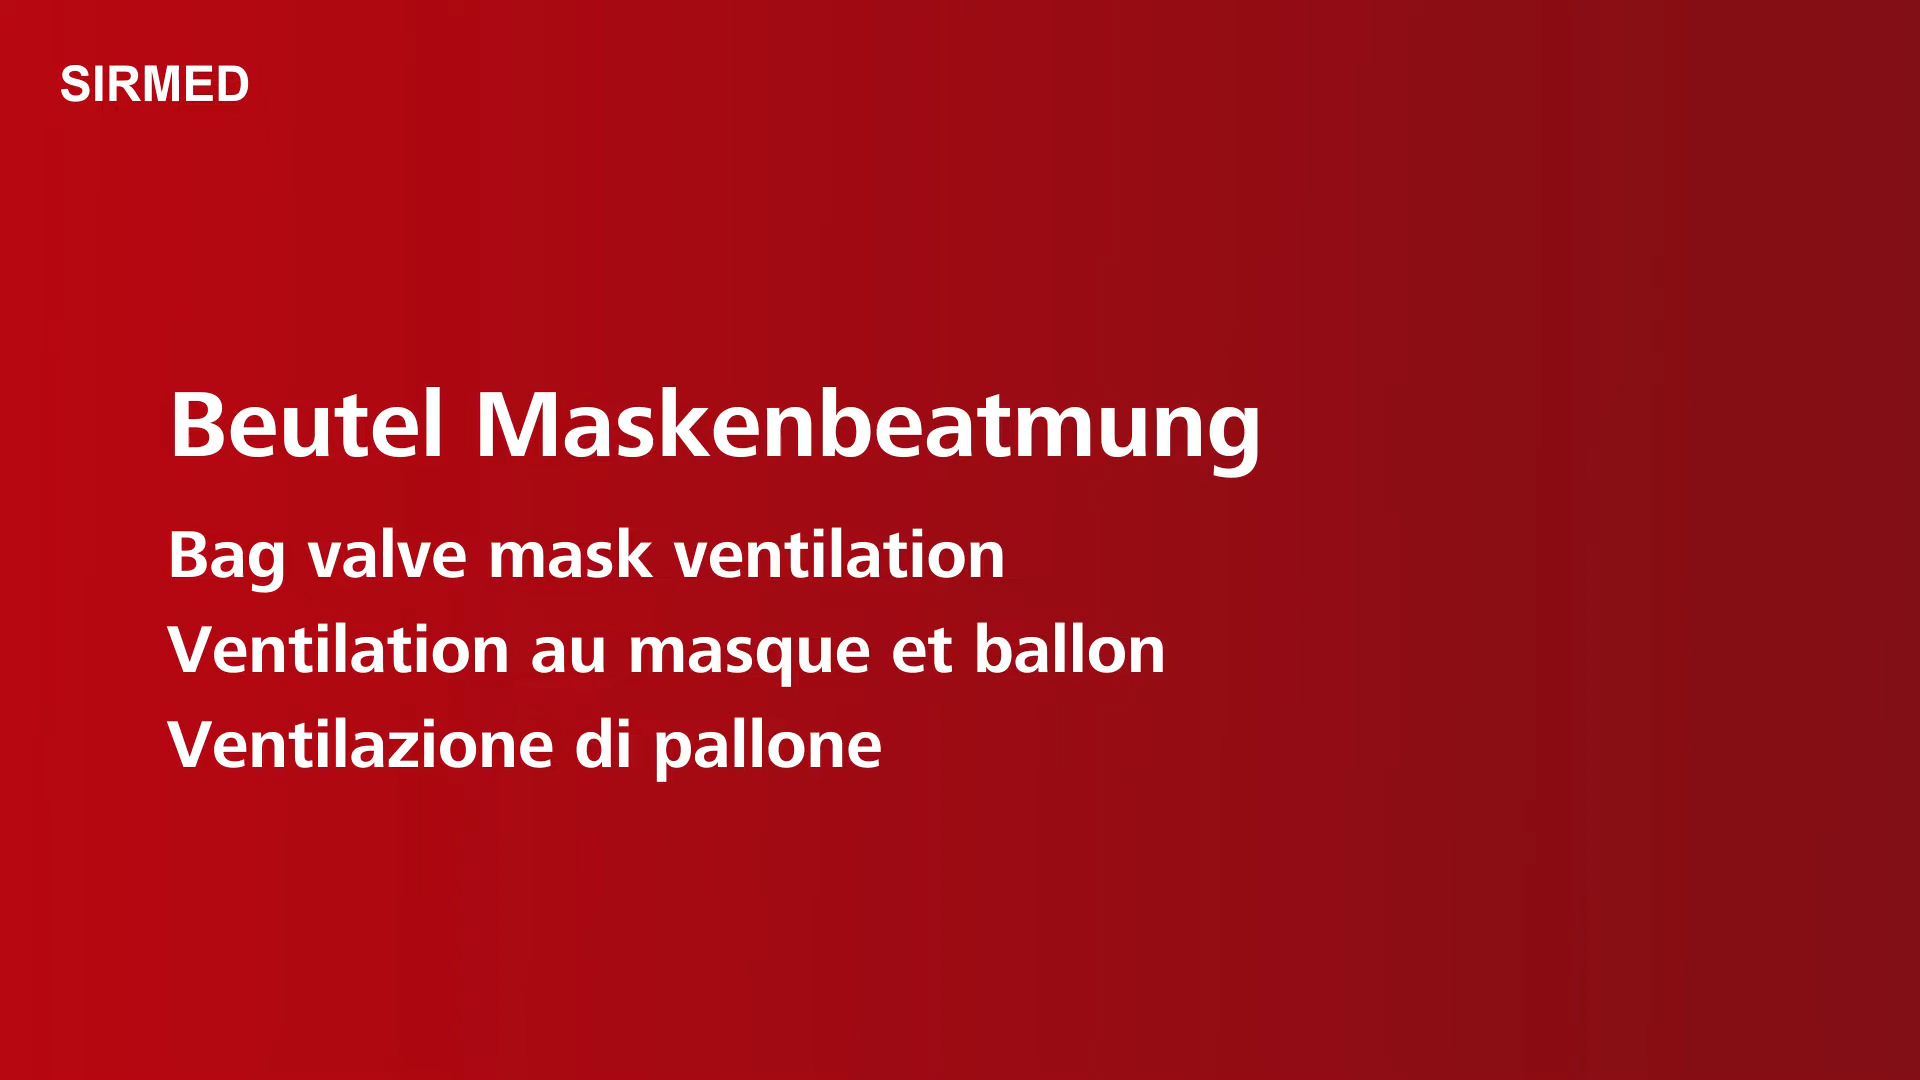 SIRMED
Beutel Maskenbeatmung
Bag valve mask ventilation
Ventilation au masque et ballon
Ventilazione di pallone